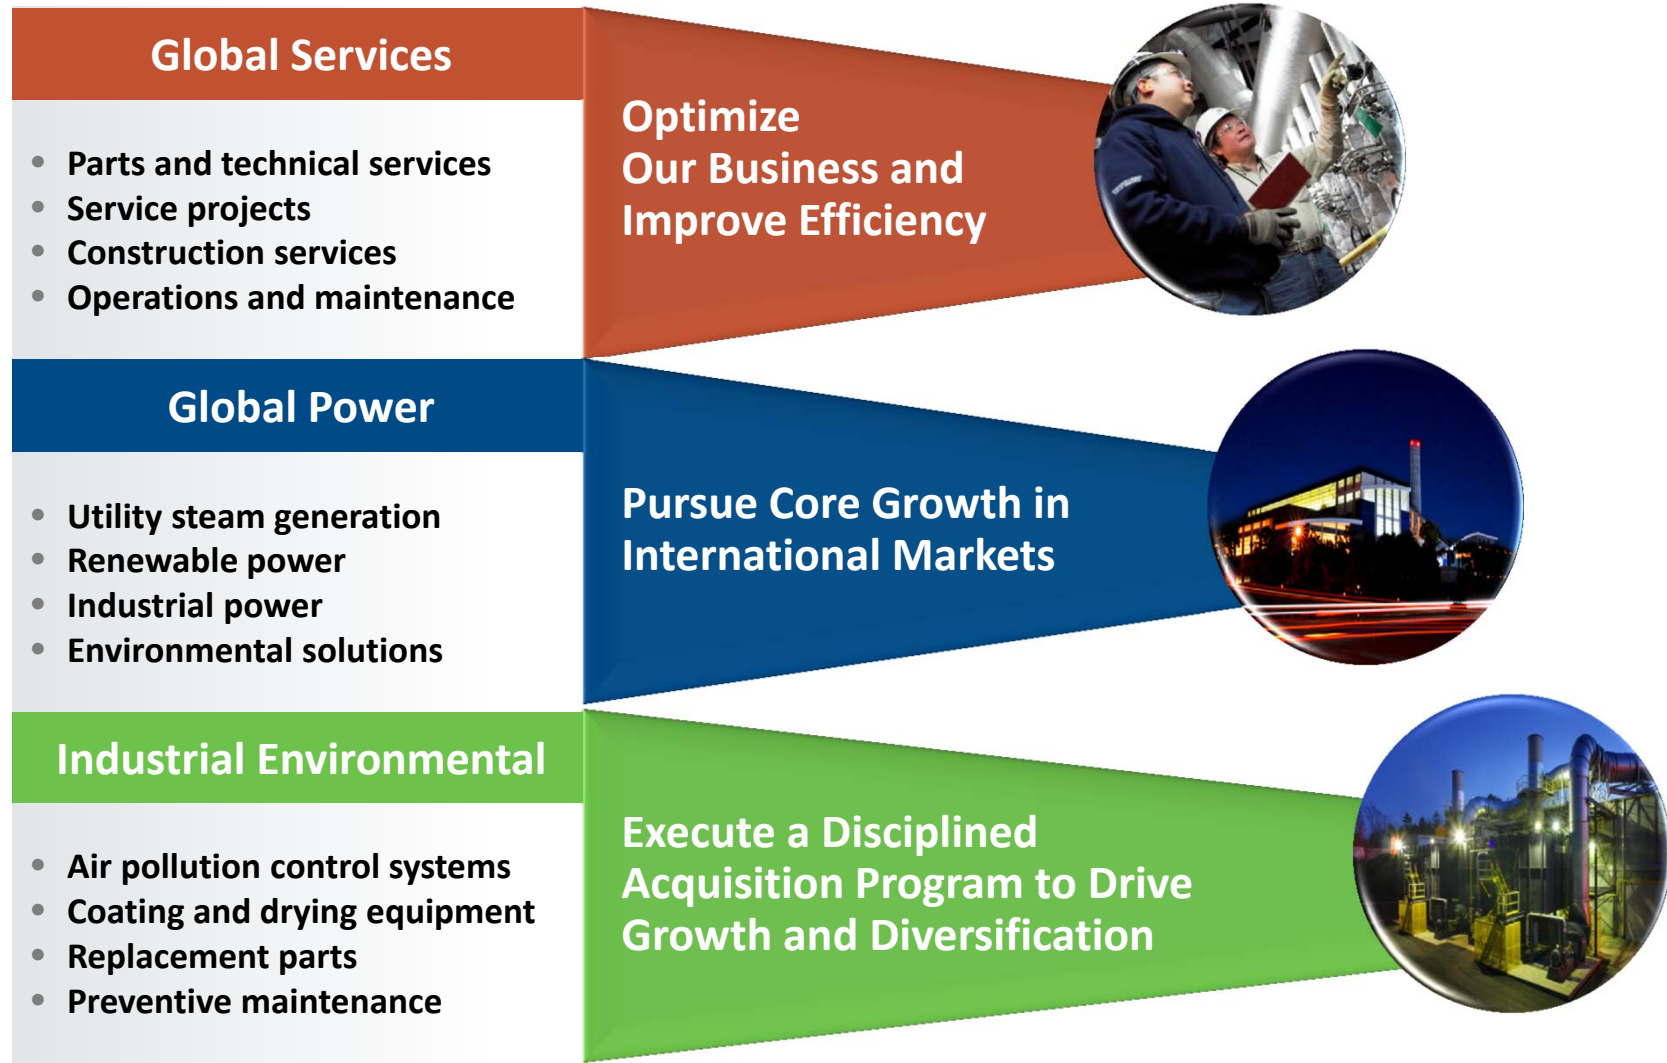 Global Services
• Parts and technical services
• Service projects
• Construction services
• Operations and maintenance
Optimize
Our Business and
Improve Efficiency
Global Power
• Utility steam generation
• Renewable power
• Industrial power
• Environmental solutions
Pursue Core Growth in
International Markets
Industrial Environmental
• Air pollution control systems
• Coating and drying equipment
• Replacement parts
• Preventive maintenance
Execute a Disciplined
Acquisition Program to Drive
Growth and Diversification